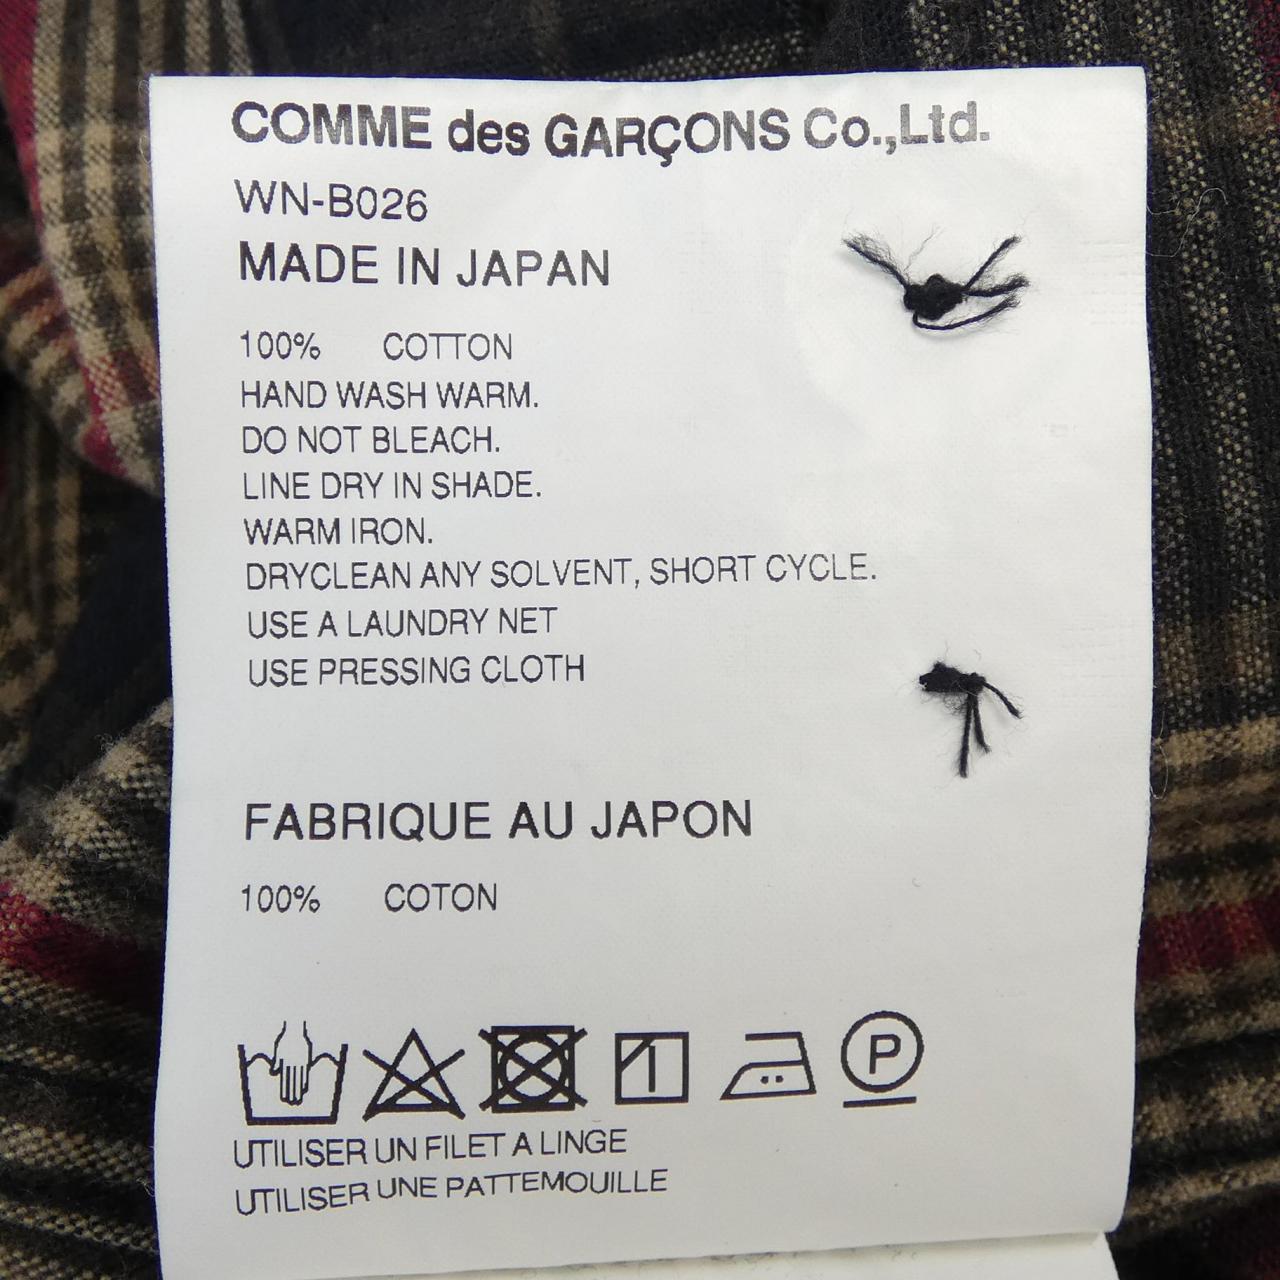 COMME des GARÇONS Co.,Ltd.
WN-B026
MADE IN JAPAN
100% COTTON
HAND WASH WARM.
DO NOT BLEACH.
LINE DRY IN SHADE.
WARM IRON.
DRYCLEAN ANY SOLVENT, SHORT CYCLE.
USE A LAUNDRY NET
USE PRESSING CLOTH
FABRIQUE AU JAPON
100% COTON
P
UTILISER UN FILET A LINGE
UTILISER UNE PATTEMOUILLE